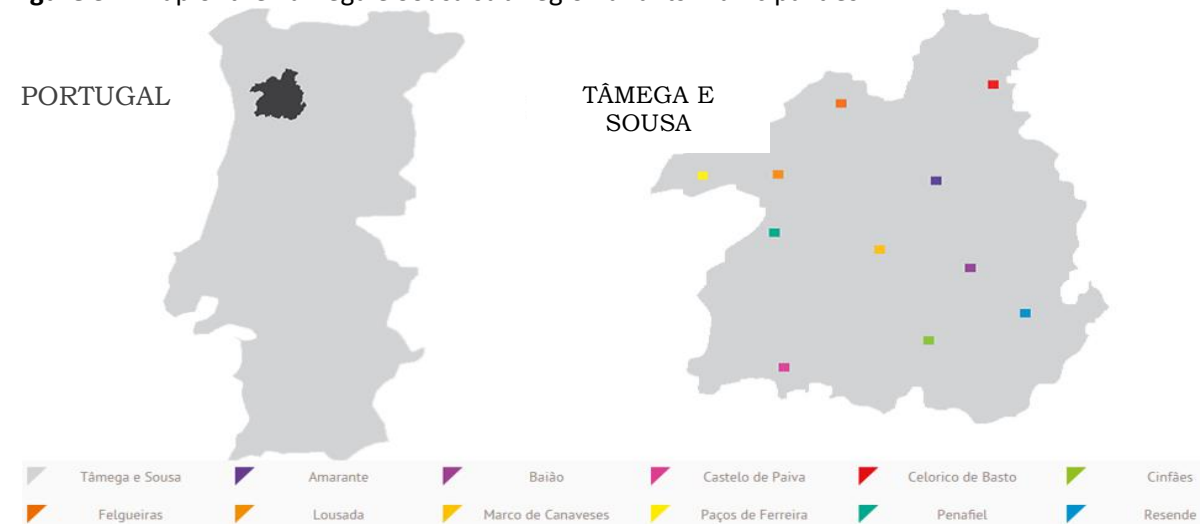 PORTUGAL
TÂMEGA E
SOUSA
Tâmega e Sousa
Amarante
Baião
Castelo de Paiva
Celorico de Basto
Cinfães
Felgueiras
Lousada
Marco de Canaveses
Paços de Ferreira
Penafiel
Resende